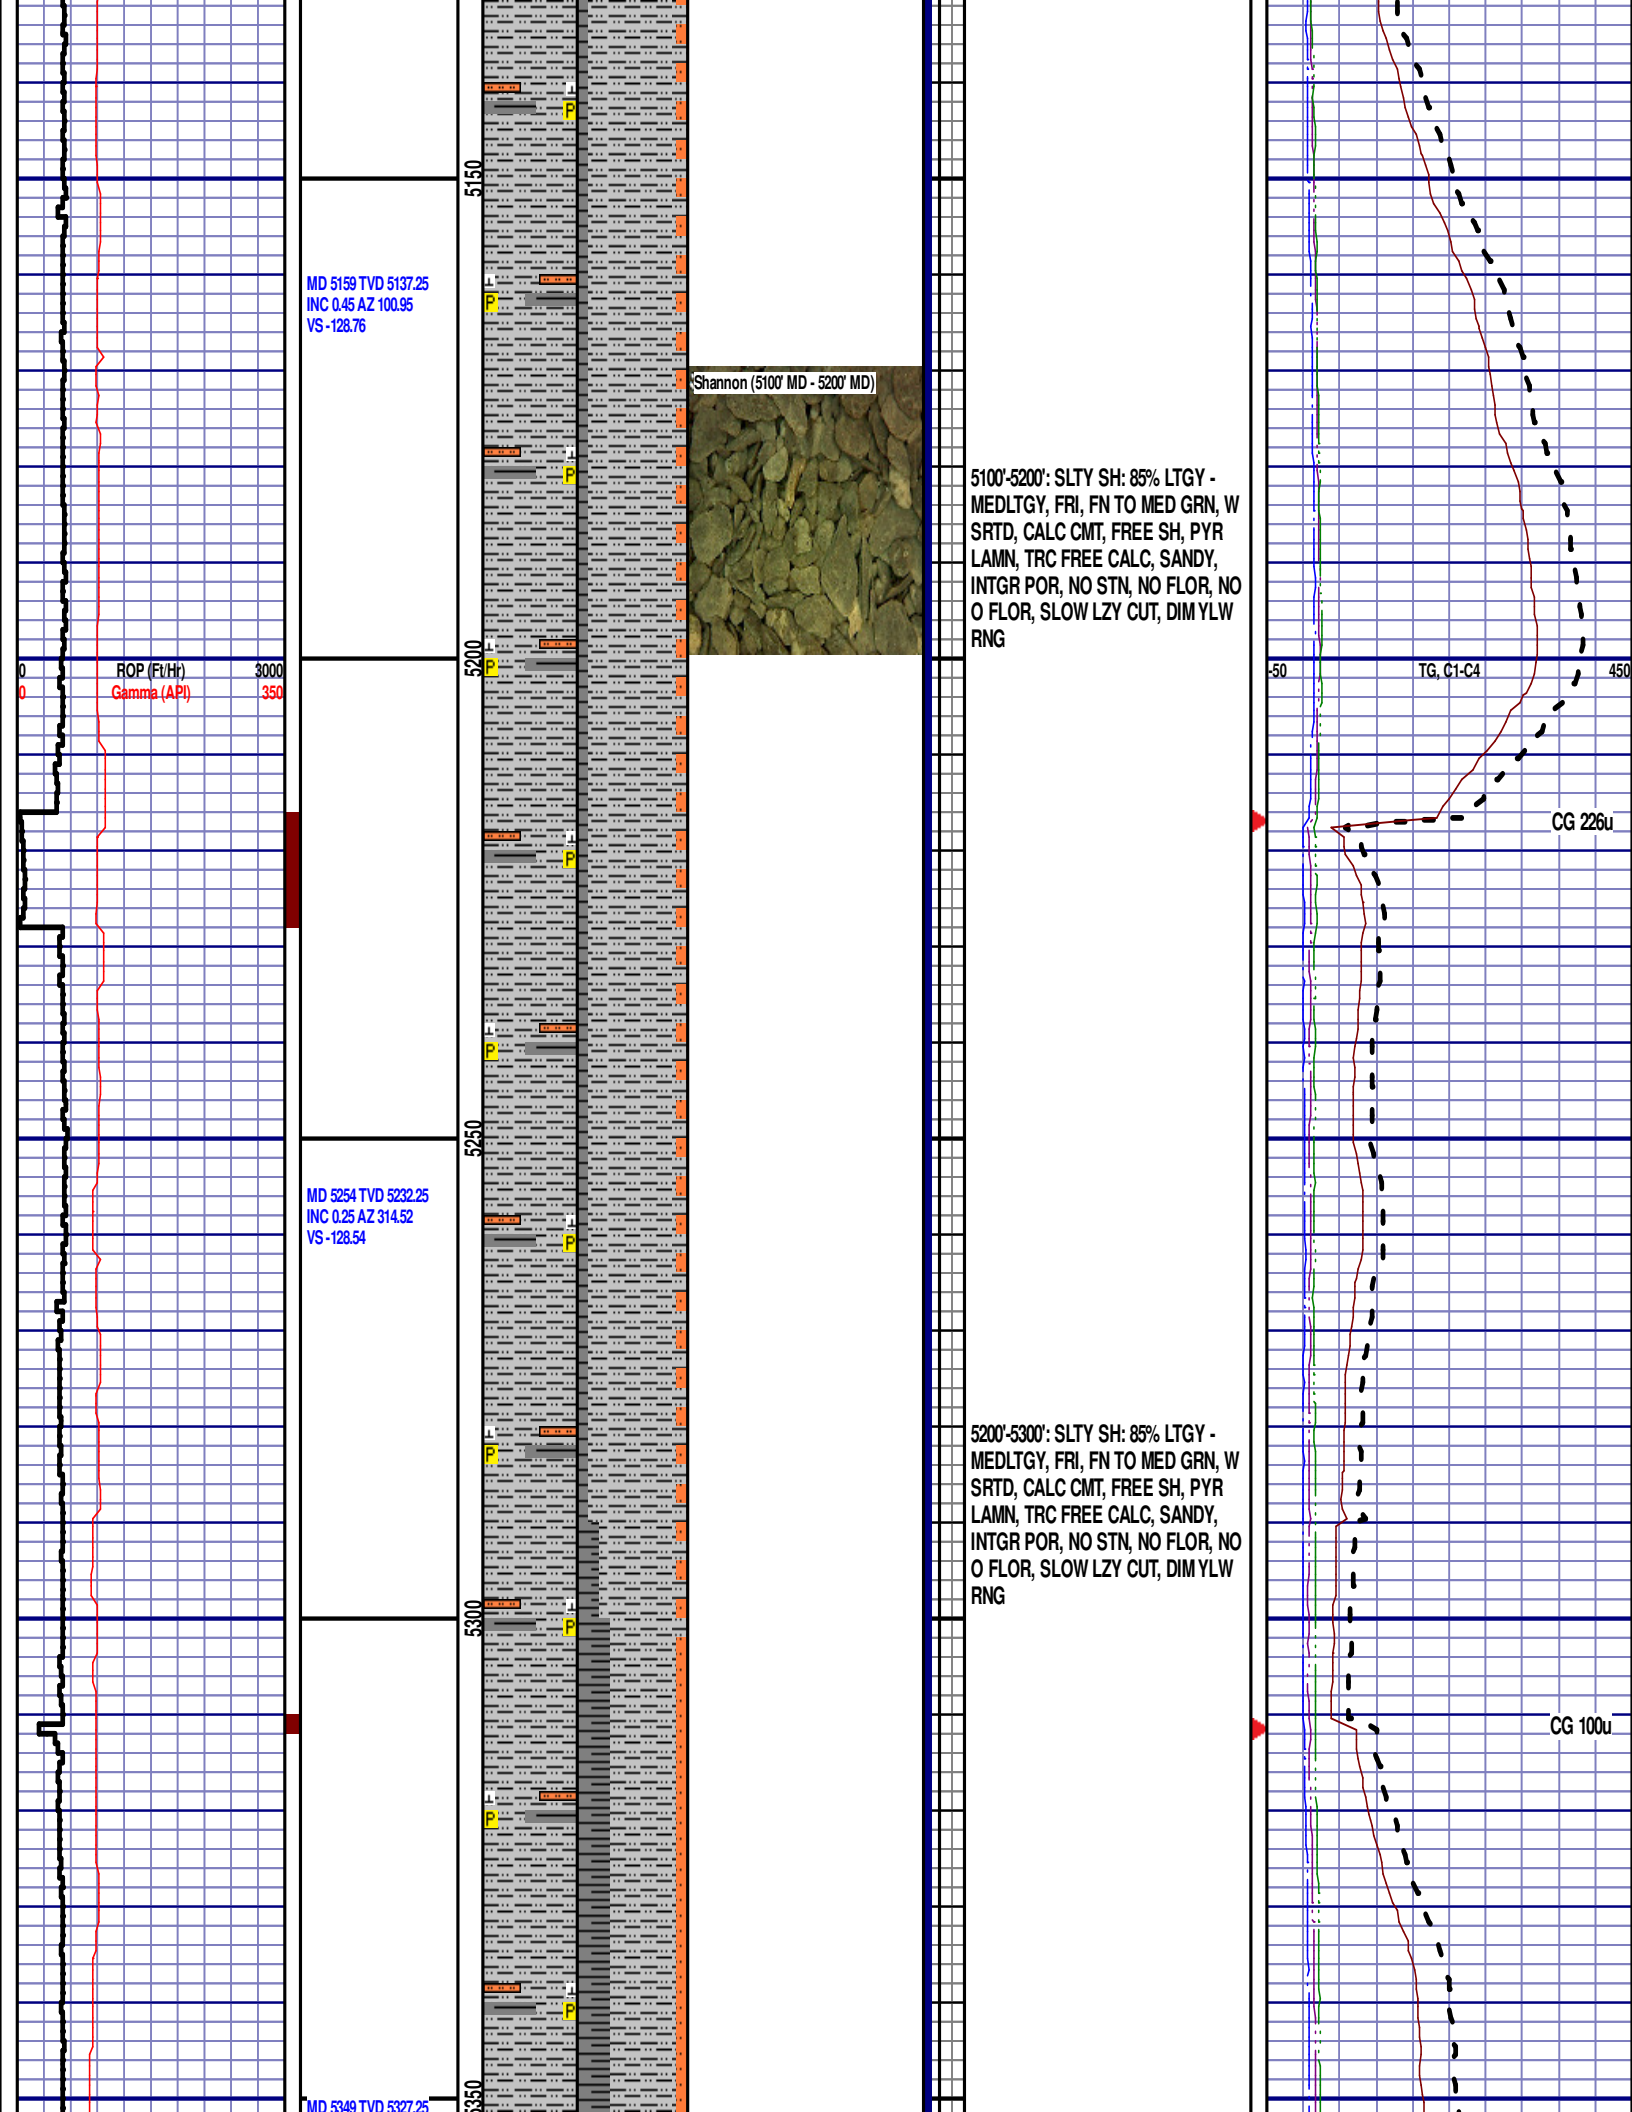 P
5150
MD 5159 TVD 5137.25
INC 0.45 AZ 100.95
VS -128.76
P
Shannon (5100' MD - 5200' MD)
P
5100'-5200': SLTY SH: 85% LTGY -
MEDLTGY, FRI, FN TO MED GRN, W
SRTD, CALC CMT, FREE SH, PYR
LAMN, TRC FREE CALC, SANDY,
INTGR POR, NO STN, NO FLOR, NO
O FLOR, SLOW LZY CUT, DIM YLW
RNG
5200
P
0 ROP (Ft/Hr) 3000
0 Gamma (API) 350
-50 TG, C1-C4 450
CG 226u
P
P
5250
MD 5254 TVD 5232.25
INC 0.25 AZ 314.52
VS -128.54
P
5200'-5300': SLTY SH: 85% LTGY -
MEDLTGY, FRI, FN TO MED GRN, W
SRTD, CALC CMT, FREE SH, PYR
LAMN, TRC FREE CALC, SANDY,
INTGR POR, NO STN, NO FLOR, NO
O FLOR, SLOW LZY CUT, DIM YLW
RNG
P
5300
P
CG 100u
P
P
5350
MD 5349 TVD 5327.25